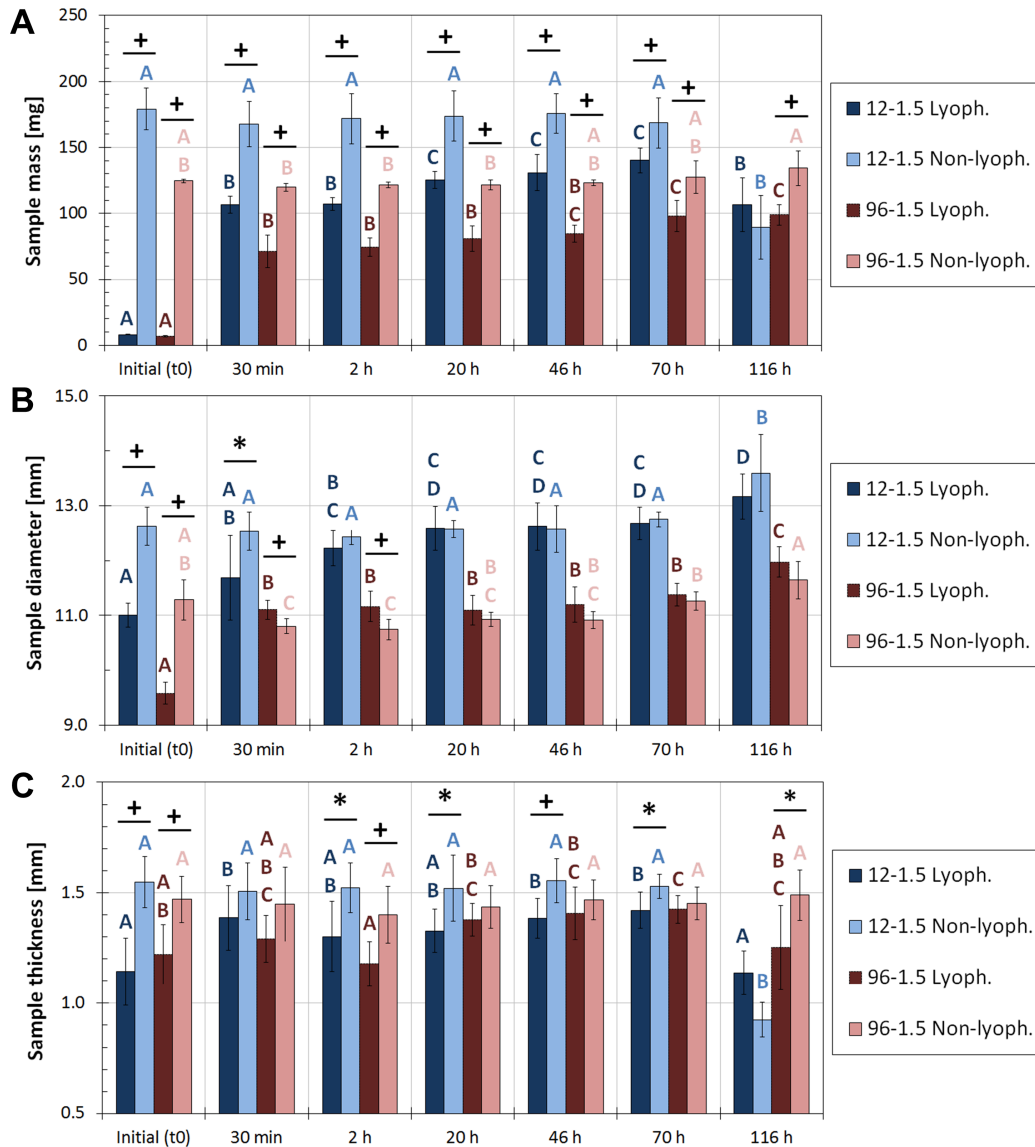 A
Sample mass [mg]
250
200
150
100
50
0
+ + + + + +
A A A A A A
+ + + + + + +
A A A
B B B B B B
A B B C C C B B
A B B B B C C C
Initial (t0) 30 min 2 h 20 h 46 h 70 h 116 h
12-1.5 Lyoph.
12-1.5 Non-lyoph.
96-1.5 Lyoph.
96-1.5 Non-lyoph.
B
Sample diameter [mm]
15.0
13.0
11.0
9.0
+ * 
A + A
A A
B
A
B
A
A
B
A +
B C
B
C
A +
B C
C
D
A
B B
C
C
D
A
B B
C
C
D
A
B B
D
B
C A
Initial (t0) 30 min 2 h 20 h 46 h 70 h 116 h
12-1.5 Lyoph.
12-1.5 Non-lyoph.
96-1.5 Lyoph.
96-1.5 Non-lyoph.
C
Sample thickness [mm]
2.0
1.5
1.0
0.5
+ +
A
A
A
B
A
B A
A
B
C
A
*
A
B
A +
A A
*
A
B
A
B
C
A
+
B A
B
C
A
*
B A C A
*
A B
A
B
C
A
Initial (t0) 30 min 2 h 20 h 46 h 70 h 116 h
12-1.5 Lyoph.
12-1.5 Non-lyoph.
96-1.5 Lyoph.
96-1.5 Non-lyoph.